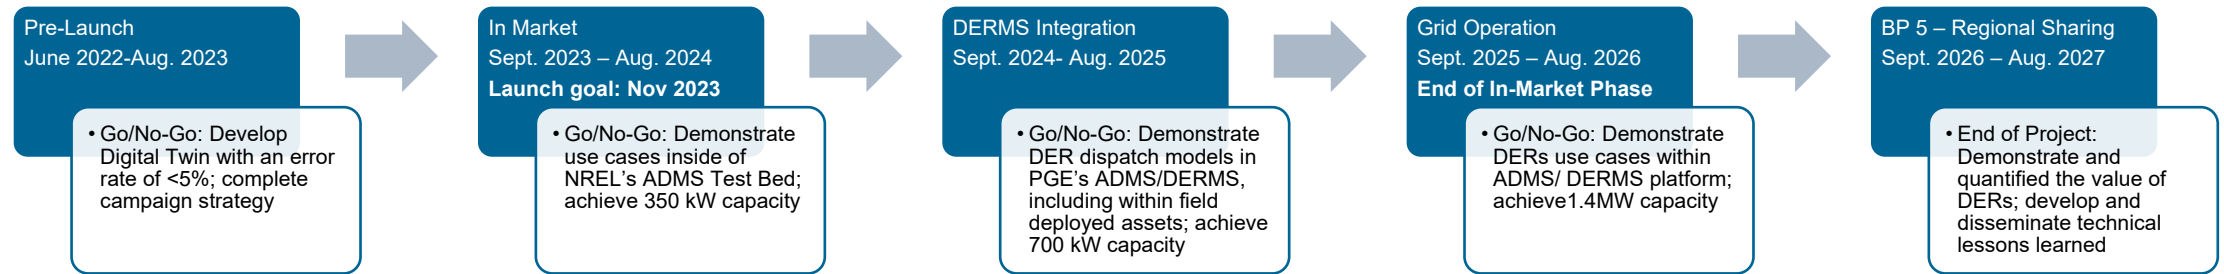 Pre-Launch
June 2022-Aug. 2023
• Go/No-Go: Develop
Digital Twin with an error
rate of <5%; complete
campaign strategy
In Market
Sept. 2023 – Aug. 2024
Launch goal: Nov 2023
• Go/No-Go: Demonstrate
use cases inside of
NREL's ADMS Test Bed;
achieve 350 kW capacity
DERMS Integration
Sept. 2024- Aug. 2025
• Go/No-Go: Demonstrate
DER dispatch models in
PGE's ADMS/DERMS,
including within field
deployed assets; achieve
700 kW capacity
Grid Operation
Sept. 2025 – Aug. 2026
End of In-Market Phase
• Go/No-Go: Demonstrate
DERs use cases within
ADMS/ DERMS platform;
achieve1.4MW capacity
BP 5 – Regional Sharing
Sept. 2026 – Aug. 2027
• End of Project:
Demonstrate and
quantified the value of
DERs; develop and
disseminate technical
lessons learned